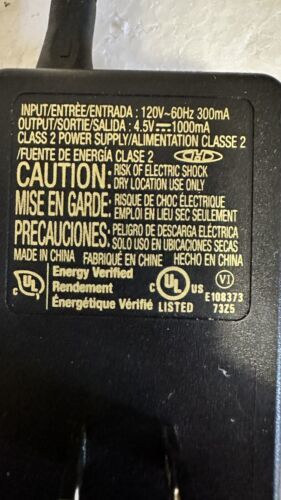 INPUT/ENTRÉE/ENTRADA : 120V~60Hz 300mA
OUTPUT/SORTIE/SALIDA : 4.5V⎓1000mA
CLASS 2 POWER SUPPLY/ALIMENTATION CLASSE 2
/FUENTE DE ENERGÍA CLASE 2
CAUTION: RISK OF ELECTRIC SHOCK
DRY LOCATION USE ONLY
MISE EN GARDE: RISQUE DE CHOC ÉLECTRIQUE
EMPLOI EN LIEU SEC SEULEMENT
PRECAUCIONES: PELIGRO DE DESCARGA ELÉCTRICA
SOLO USO EN UBICACIONES SECAS
MADE IN CHINA FABRIQUÉ EN CHINE HECHO EN CHINA
Energy Verified
Rendement
Énergétique Vérifié
C UL
C UL US
LISTED
VI
E108373
73Z5